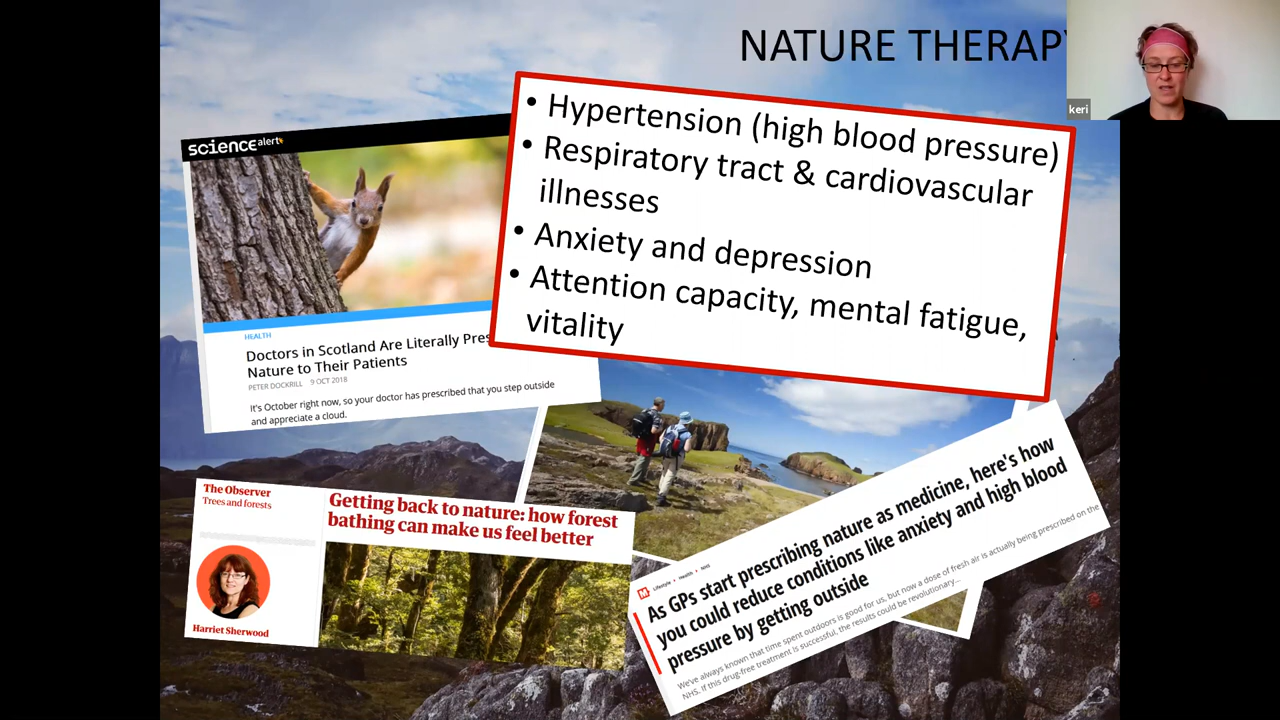 NATURE THERAPY
keri
• Hypertension (high blood pressure)
• Respiratory tract & cardiovascular
illnesses
• Anxiety and depression
• Attention capacity, mental fatigue,
vitality
science alert
HEALTH
Doctors in Scotland Are Literally Pres
Nature to Their Patients
PETER DOCKRILL 9 OCT 2018
It's October right now, so your doctor has prescribed that you step outside
and appreciate a cloud.
The Observer
Trees and forests
Getting back to nature: how forest
bathing can make us feel better
Harriet Sherwood
M Lifestyle • Health • NHS
As GPs start prescribing nature as medicine, here's how
you could reduce conditions like anxiety and high blood
pressure by getting outside
We've always known that time spent outdoors is good for us, but now a dose of fresh air is actually being prescribed on the
NHS. If this drug-free treatment is successful, the results could be revolutionary...